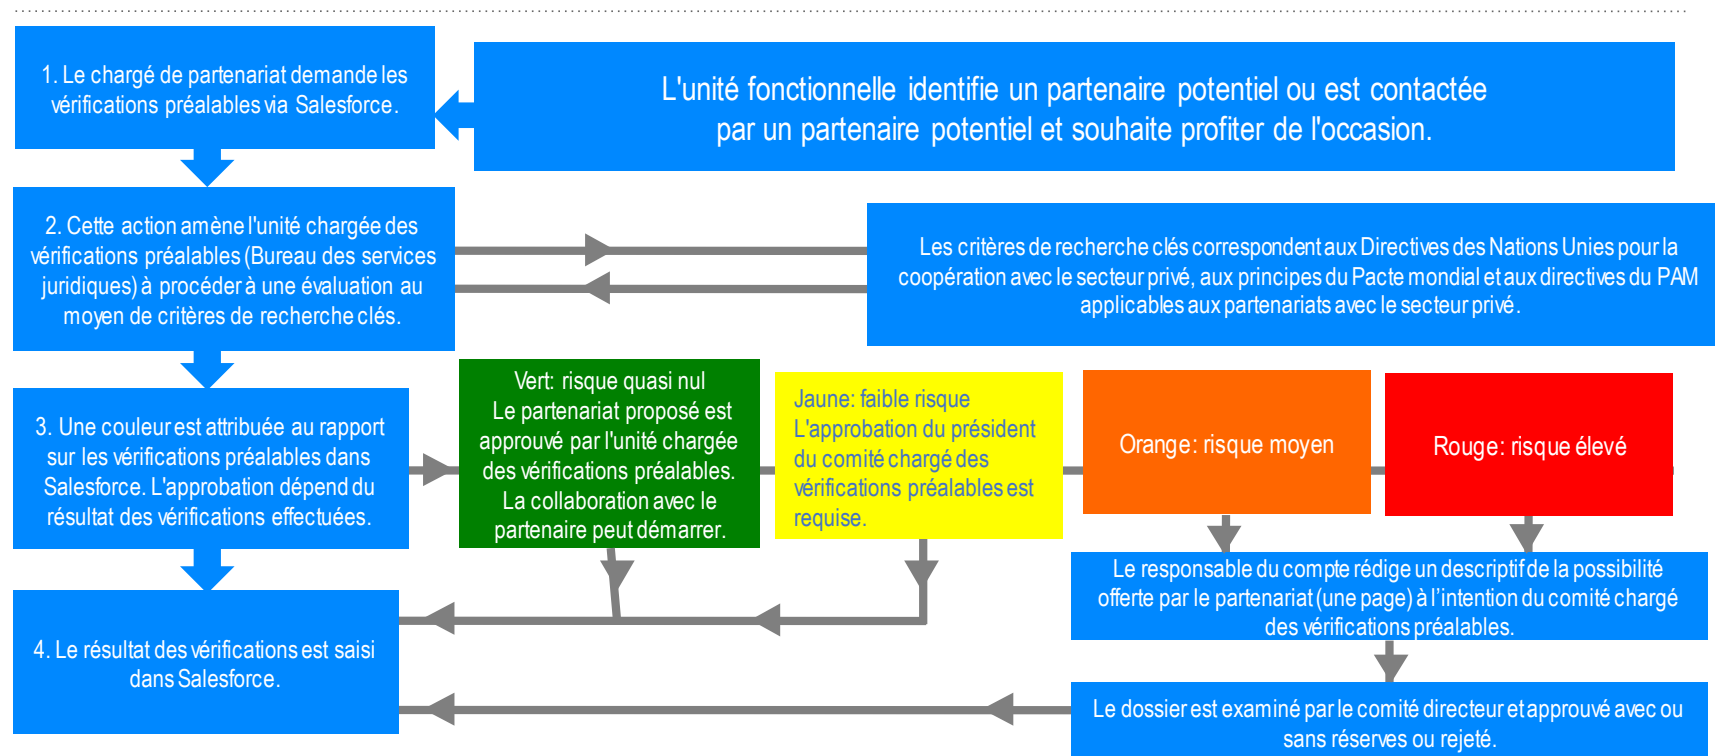 L'unité fonctionnelle identifie un partenaire potentiel ou est contactée
par un partenaire potentiel et souhaite profiter de l'occasion.
1. Le chargé de partenariat demande les
vérifications préalables via Salesforce.
2. Cette action amène l'unité chargée des
vérifications préalables (Bureau des services
juridiques) à procéder à une évaluation au
moyen de critères de recherche clés.
Les critères de recherche clés correspondent aux Directives des Nations Unies pour la
coopération avec le secteur privé, aux principes du Pacte mondial et aux directives du PAM
applicables aux partenariats avec le secteur privé.
3. Une couleur est attribuée au rapport
sur les vérifications préalables dans
Salesforce. L'approbation dépend du
résultat des vérifications effectuées.
Vert: risque quasi nul
Le partenariat proposé est
approuvé par l'unité chargée
des vérifications préalables.
La collaboration avec le
partenaire peut démarrer.
Jaune: faible risque
L'approbation du président
du comité chargé des
vérifications préalables est
requise.
Orange: risque moyen
Rouge: risque élevé
Le responsable du compte rédige un descriptif de la possibilité
offerte par le partenariat (une page) à l’intention du comité chargé
des vérifications préalables.
Le dossier est examiné par le comité directeur et approuvé avec ou
sans réserves ou rejeté.
4. Le résultat des vérifications est saisi
dans Salesforce.